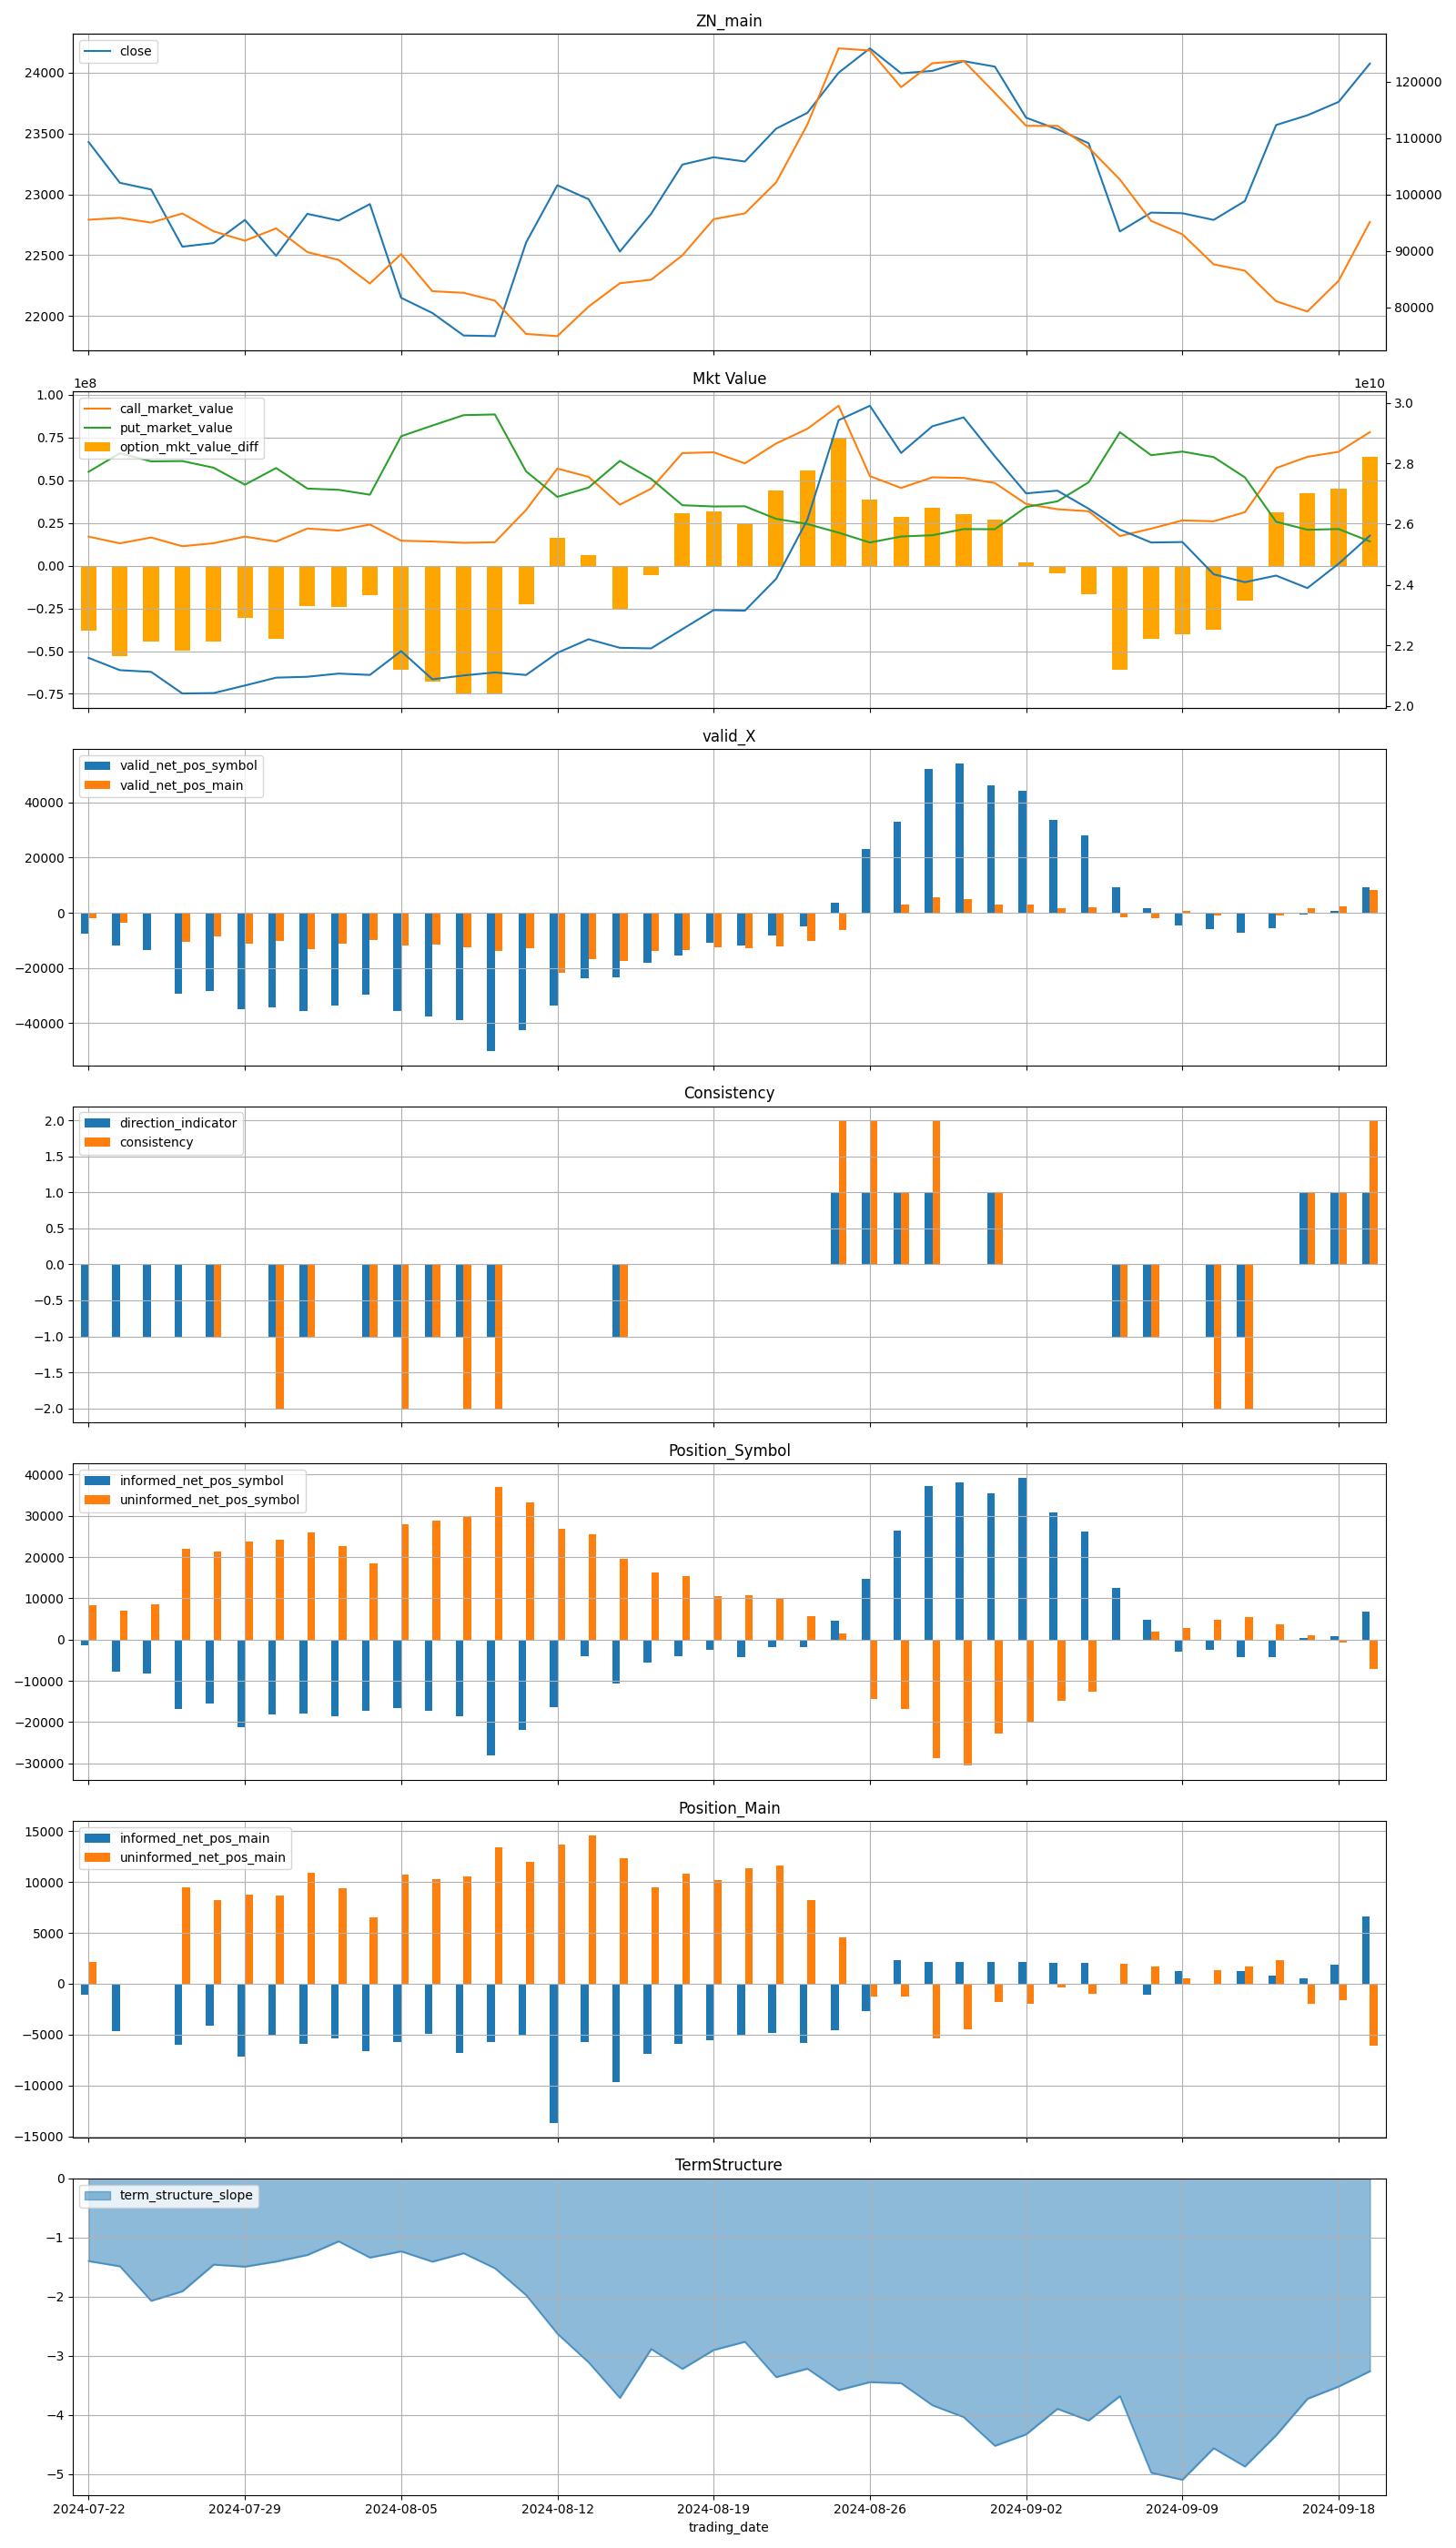 ZN_main
close
24000
23500
23000
22500
22000
120000
110000
100000
90000
80000
Mkt Value
1e8
1e10
call_market_value
put_market_value
option_mkt_value_diff
1.00
0.75
0.50
0.25
0.00
−0.25
−0.50
−0.75
3.0
2.8
2.6
2.4
2.2
2.0
valid_X
valid_net_pos_symbol
valid_net_pos_main
40000
20000
0
−20000
−40000
Consistency
direction_indicator
consistency
2.0
1.5
1.0
0.5
0.0
−0.5
−1.0
−1.5
−2.0
Position_Symbol
informed_net_pos_symbol
uninformed_net_pos_symbol
40000
30000
20000
10000
0
−10000
−20000
−30000
Position_Main
informed_net_pos_main
uninformed_net_pos_main
15000
10000
5000
0
−5000
−10000
−15000
TermStructure
term_structure_slope
0
−1
−2
−3
−4
−5
2024-07-22 2024-07-29 2024-08-05 2024-08-12 2024-08-19 2024-08-26 2024-09-02 2024-09-09 2024-09-18
trading_date